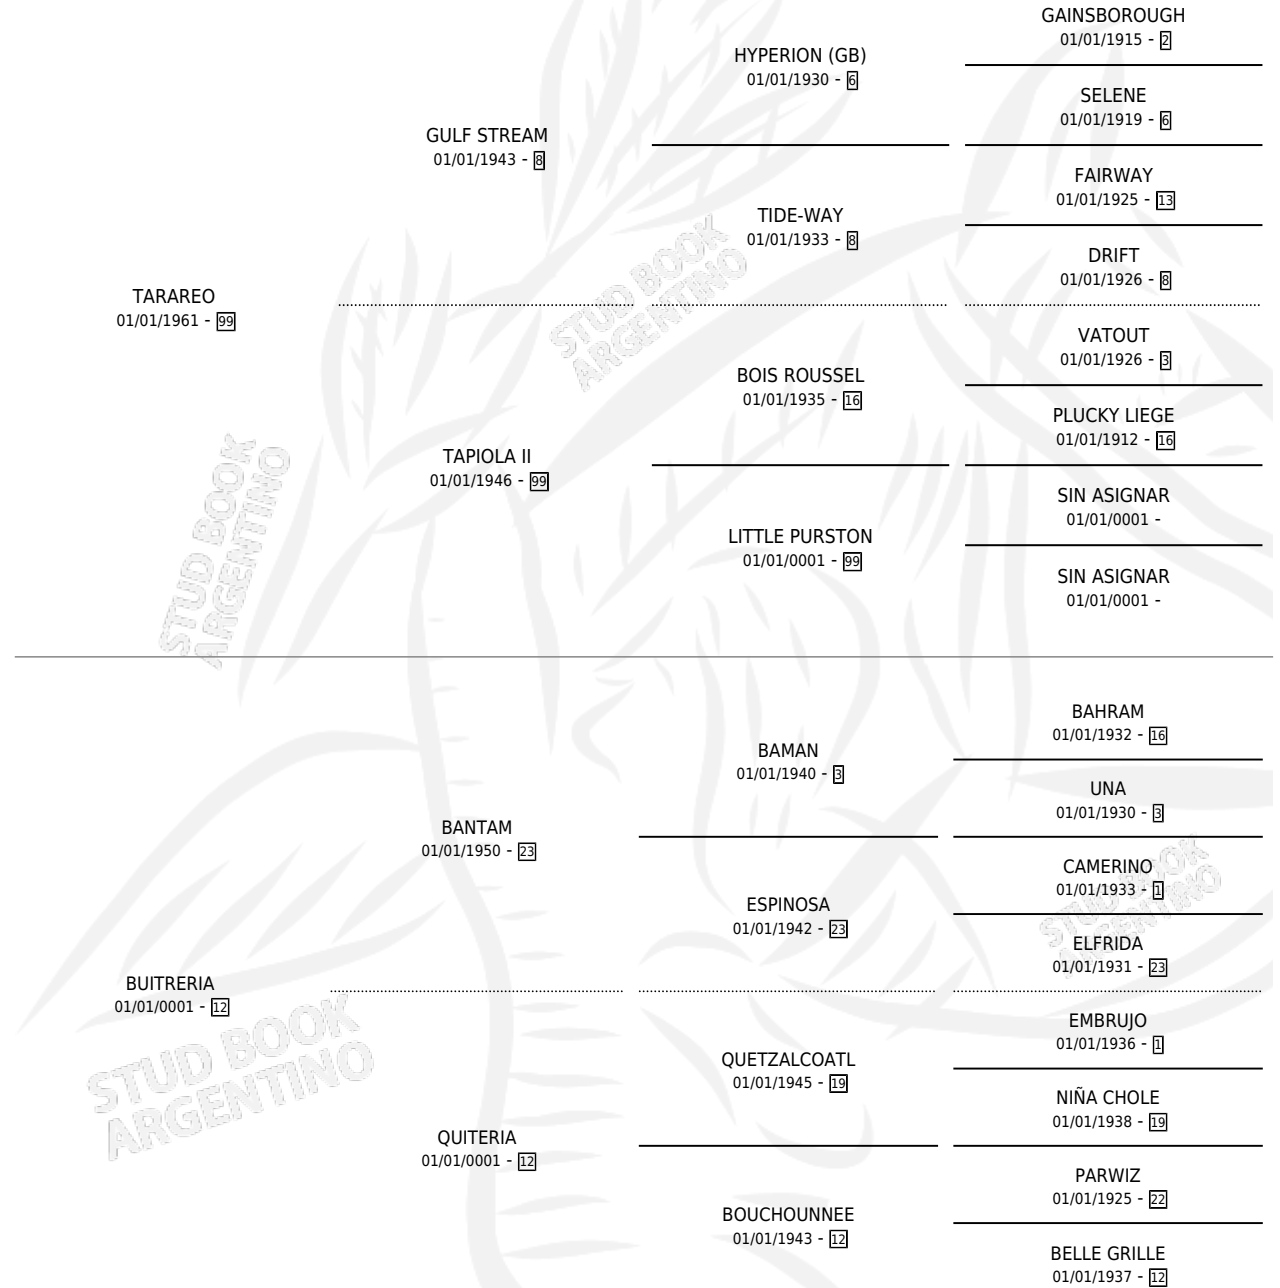 GAINSBOROUGH
01/01/1915 - 2
HYPERION (GB)
01/01/1930 - 6
SELENE
01/01/1919 - 6
GULF STREAM
01/01/1943 - 8
FAIRWAY
01/01/1925 - 13
TIDE-WAY
01/01/1933 - 8
DRIFT
01/01/1926 - 8
TARAREO
01/01/1961 - 99
VATOUT
01/01/1926 - 3
BOIS ROUSSEL
01/01/1935 - 16
PLUCKY LIEGE
01/01/1912 - 16
TAPIOLA II
01/01/1946 - 99
SIN ASIGNAR
01/01/0001 -
LITTLE PURSTON
01/01/0001 - 99
SIN ASIGNAR
01/01/0001 -
BAHRAM
01/01/1932 - 16
BAMAN
01/01/1940 - 3
UNA
01/01/1930 - 3
BANTAM
01/01/1950 - 23
CAMERINO
01/01/1933 - 1
ESPINOSA
01/01/1942 - 23
ELFRIDA
01/01/1931 - 23
BUITRERIA
01/01/0001 - 12
EMBRUJO
01/01/1936 - 1
QUETZALCOATL
01/01/1945 - 19
NIÑA CHOLE
01/01/1938 - 19
QUITERIA
01/01/0001 - 12
PARWIZ
01/01/1925 - 22
BOUCHOUNNEE
01/01/1943 - 12
BELLE GRILLE
01/01/1937 - 12
STUD BOOK
ARGENTINO
STUD BOOK
ARGENTINO
STUD BOOK
ARGENTINO
STUD BOOK
ARGENTINO